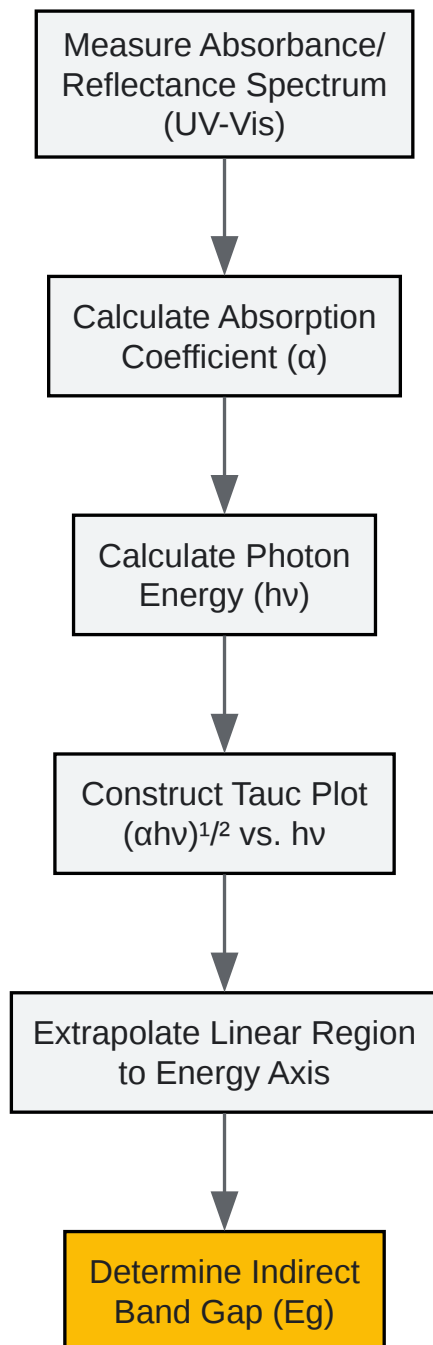 Measure Absorbance/
Reflectance Spectrum
(UV-Vis)
Calculate Absorption
Coefficient (α)
Calculate Photon
Energy (hν)
Construct Tauc Plot
(αhν)¹/² vs. hν
Extrapolate Linear Region
to Energy Axis
Determine Indirect
Band Gap (Eg)